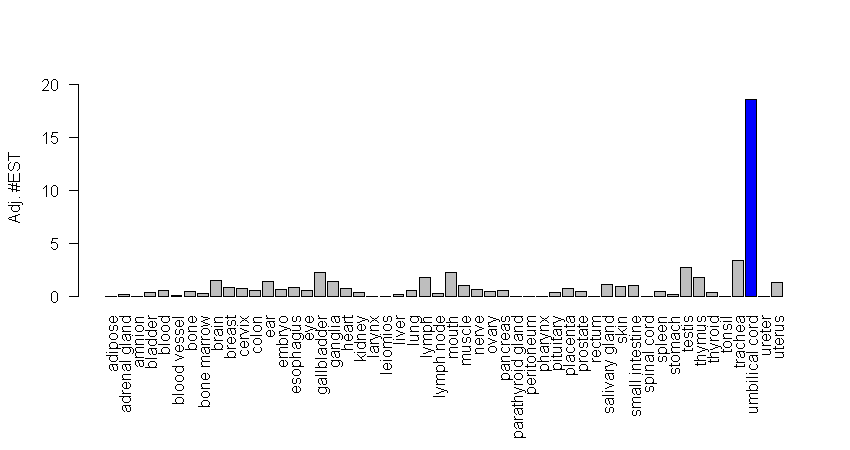 Adj. #EST
20
15
10
5
0
adipose
adrenal gland
amnion
bladder
blood
blood vessel
bone
bone marrow
brain
breast
cervix
colon
ear
embryo
esophagus
eye
gallbladder
ganglia
heart
kidney
larynx
leiomios
liver
lung
lymph
lymph node
mouth
muscle
nerve
ovary
pancreas
parathyroid gland
peritoneum
pharynx
pituitary
placenta
prostate
rectum
salivary gland
skin
small intestine
spinal cord
spleen
stomach
testis
thymus
thyroid
tonsil
trachea
umbilical cord
ureter
uterus